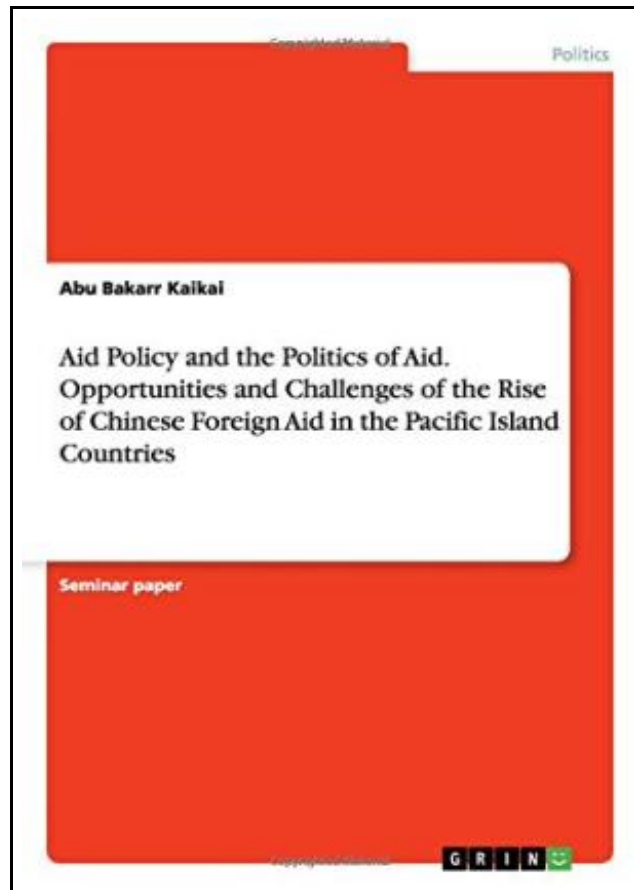 Politics
Abu Bakarr Kaikai
Aid Policy and the Politics of Aid.
Opportunities and Challenges of the Rise
of Chinese Foreign Aid in the Pacific Island
Countries
Seminar paper
GRIN